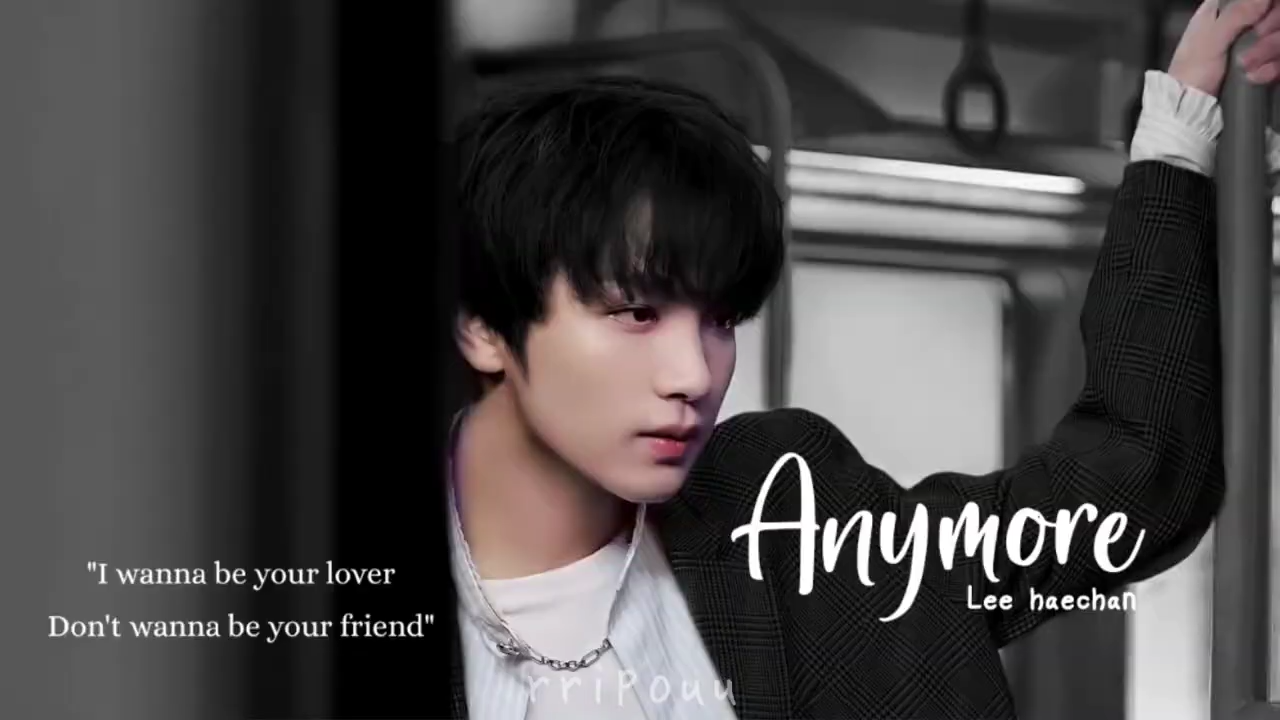 "I wanna be your lover
Don't wanna be your friend"
Anymore
Lee haechan
rripouu